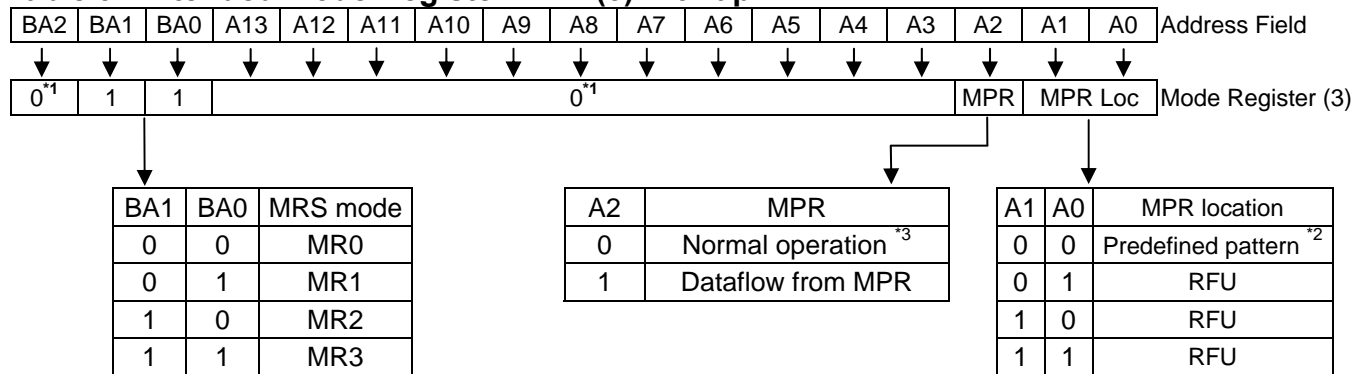 BA2 BA1 BA0 A13 A12 A11 A10 A9 A8 A7 A6 A5 A4 A3 A2 A1 A0 Address Field
0*1 1 1 0*1 MPR MPR Loc Mode Register (3)
BA1 BA0 MRS mode
0 0 MR0
0 1 MR1
1 0 MR2
1 1 MR3
A2 MPR
0 Normal operation *3
1 Dataflow from MPR
A1 A0 MPR location
0 0 Predefined pattern *2
0 1 RFU
1 0 RFU
1 1 RFU